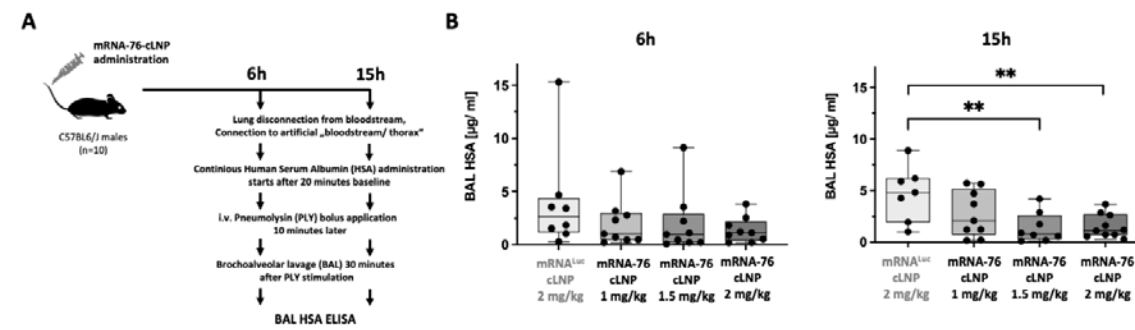 A
mRNA-76-cLNP
administration
C57BL6/J males
(n=10)
6h
15h
Lung disconnection from bloodstream,
Connection to artificial „bloodstream/ thorax“
Continious Human Serum Albumin (HSA) administration
starts after 20 minutes baseline
i.v. Pneumolysin (PLY) bolus application
10 minutes later
Brochoalveolar lavage (BAL) 30 minutes
after PLY stimulation
BAL HSA ELISA
B
6h
BAL HSA [µg/ ml]
15
10
5
0
mRNALuc
cLNP
2 mg/kg
mRNA-76
cLNP
1 mg/kg
mRNA-76
cLNP
1.5 mg/kg
mRNA-76
cLNP
2 mg/kg
15h
BAL HSA [µg/ ml]
15
10
5
0
**
**
mRNALuc
cLNP
2 mg/kg
mRNA-76
cLNP
1 mg/kg
mRNA-76
cLNP
1.5 mg/kg
mRNA-76
cLNP
2 mg/kg